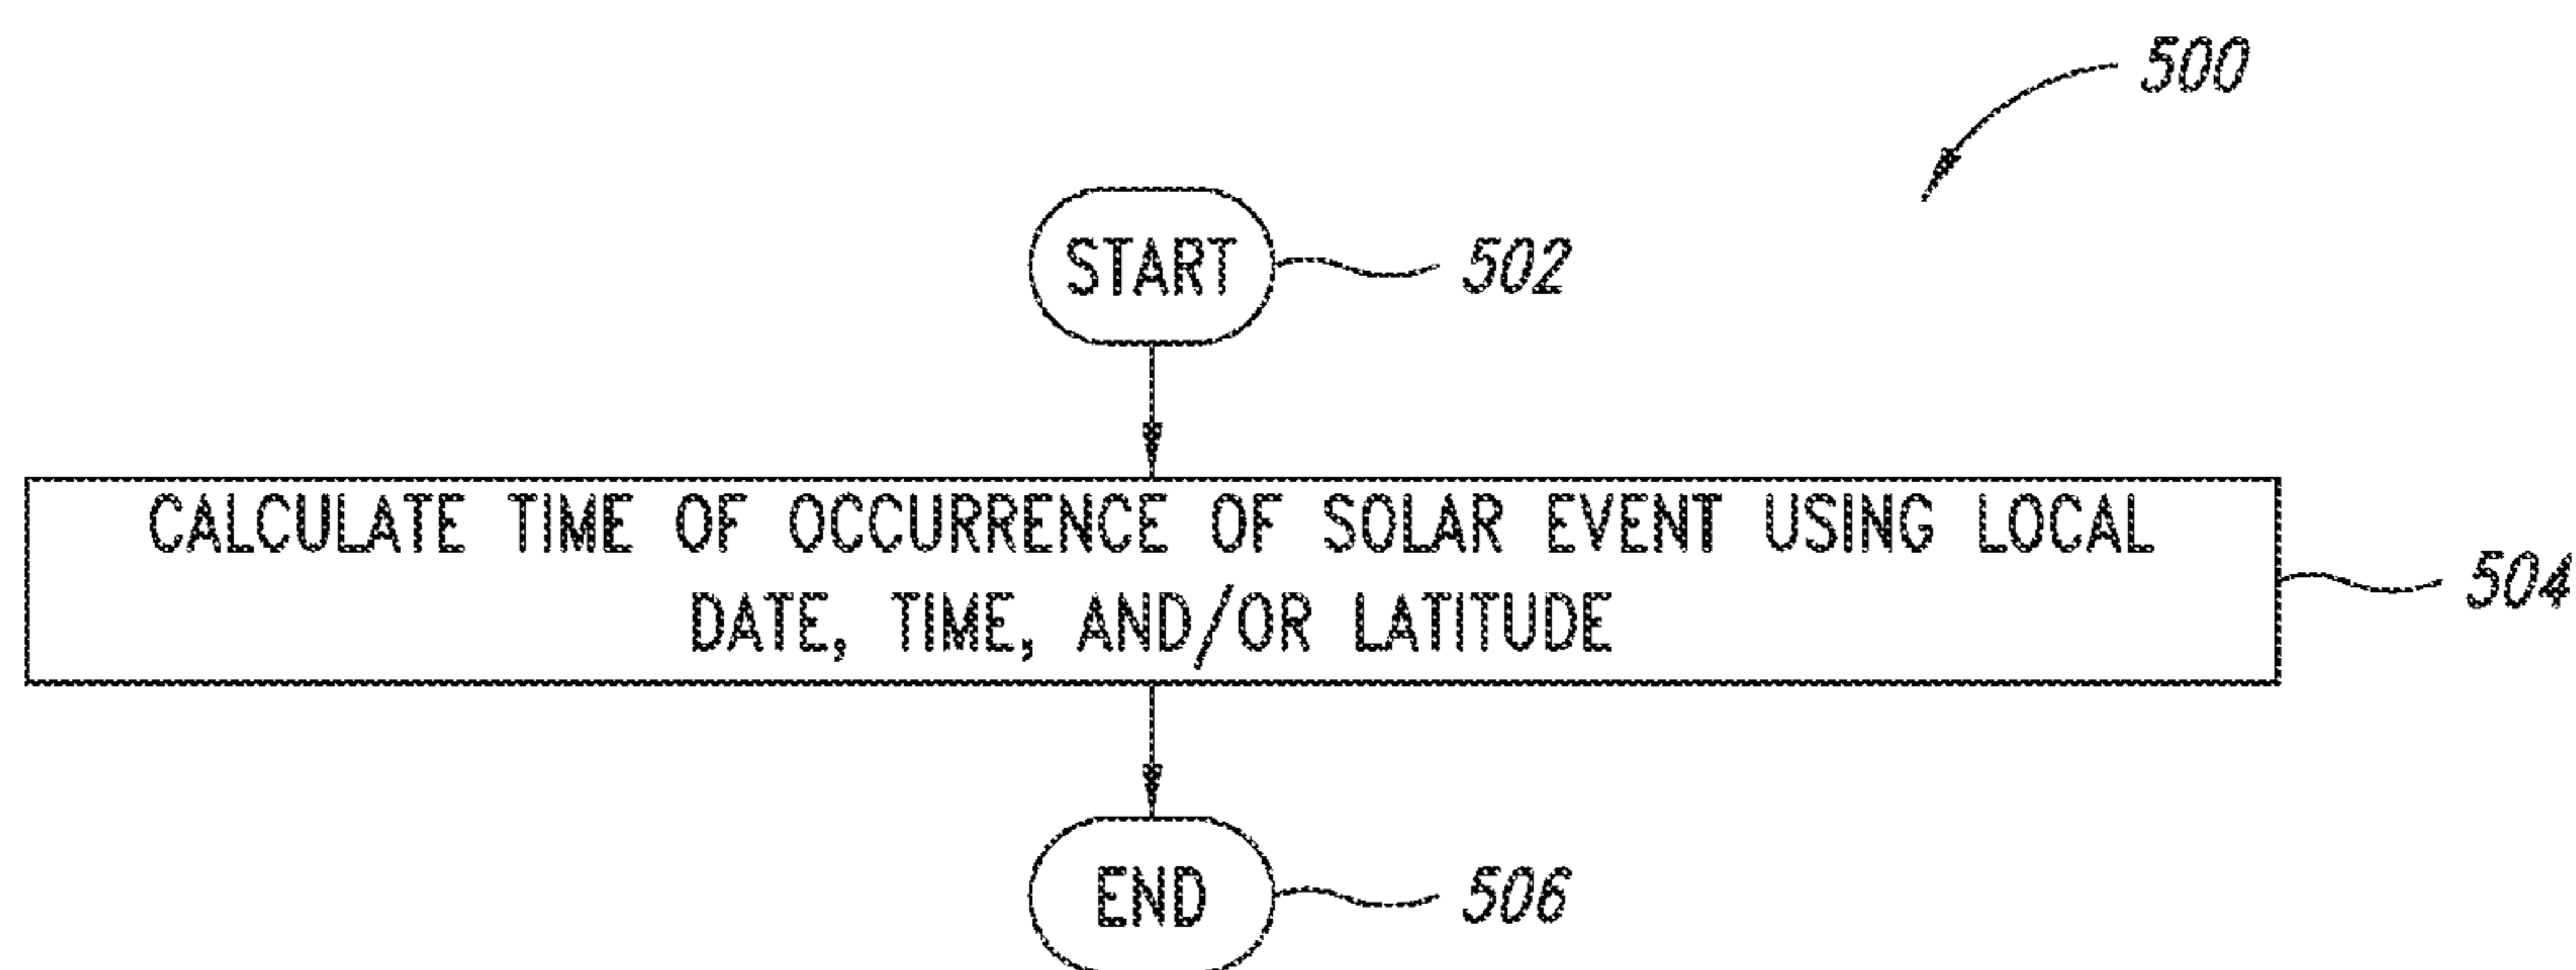 500
START
502
CALCULATE TIME OF OCCURRENCE OF SOLAR EVENT USING LOCAL
DATE, TIME, AND/OR LATITUDE
504
END
506